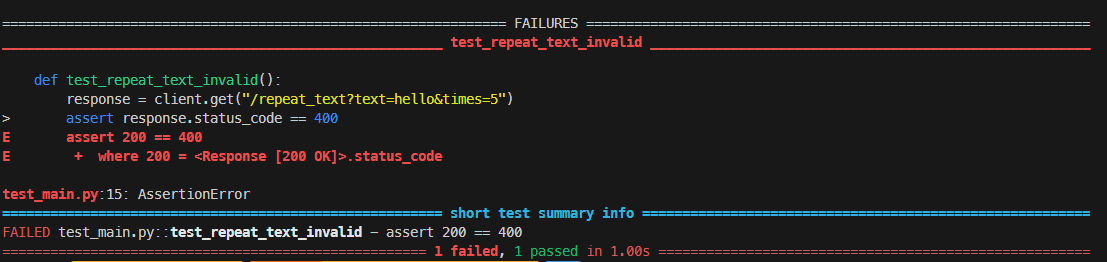 ============================================================== FAILURES ===============================================================
_______________________________________________________ test_repeat_text_invalid _______________________________________________________
def test_repeat_text_invalid():
response = client.get("/repeat_text?text=hello&times=5")
> assert response.status_code == 400
E assert 200 == 400
E + where 200 = <Response [200 OK]>.status_code
test_main.py:15: AssertionError
======================================================= short test summary info ========================================================
FAILED test_main.py::test_repeat_text_invalid - assert 200 == 400
===================================================== 1 failed, 1 passed in 1.00s ======================================================